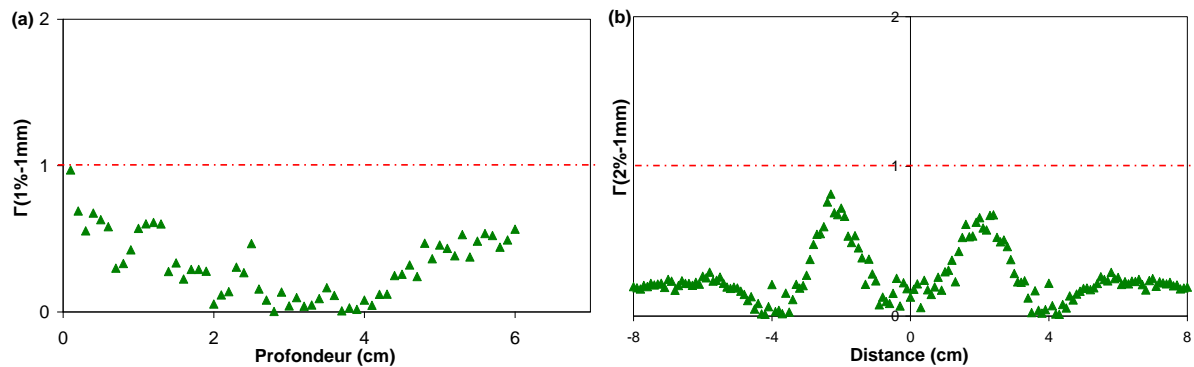 (a)
Γ(1%-1mm)
2
1
0
0 2 4 6
Profondeur (cm)
(b)
Γ(2%-1mm)
2
1
0
-8 -4 0 4 8
Distance (cm)